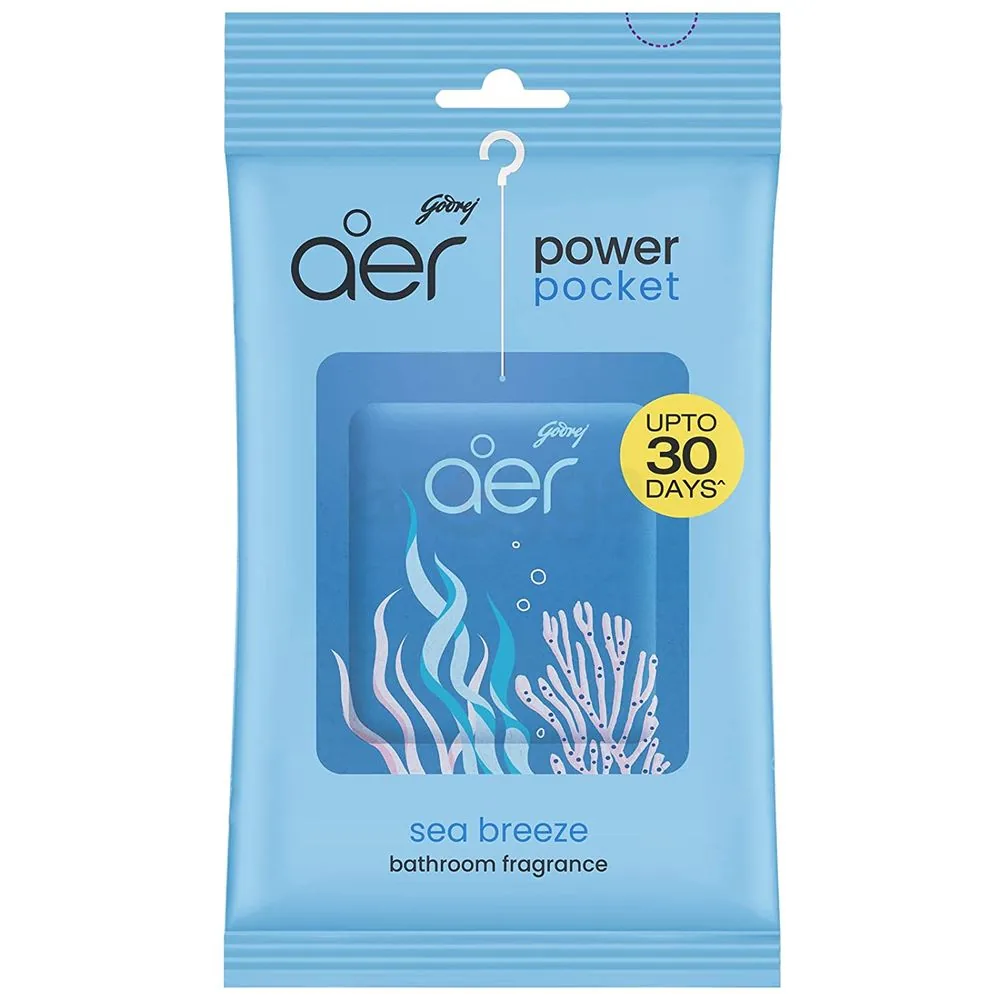 Godrej
aer
power
pocket
Godrej
aer
UPTO
30
DAYS^
sea breeze
bathroom fragrance